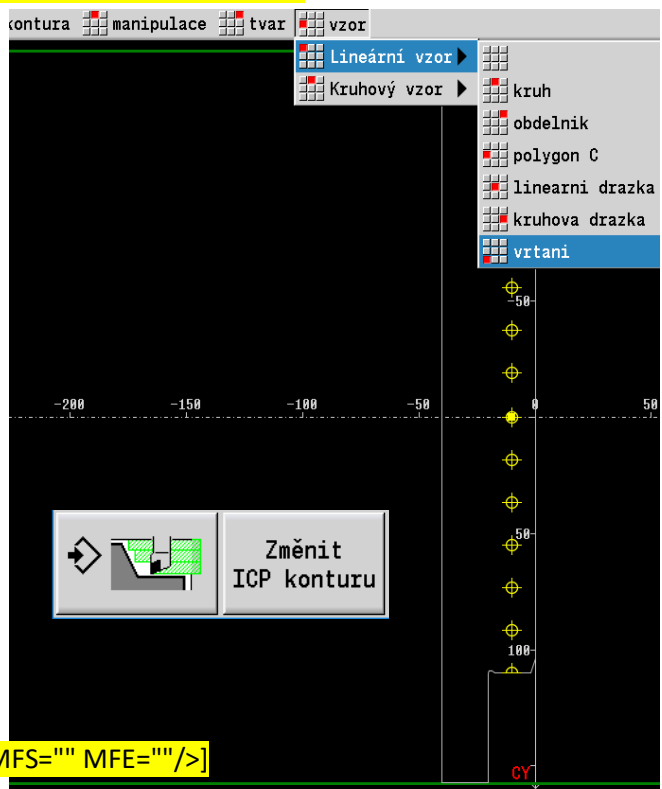 kontura manipulace tvar vzor
Lineární vzor
Kruhový vzor
kruh
obdelnik
polygon C
linearni drazka
kruhova drazka
vrtani
-50
-200 -150 -100 -50 0 50
50
Změnit
ICP konturu
100
MFS="" MFE=""/>]
CY